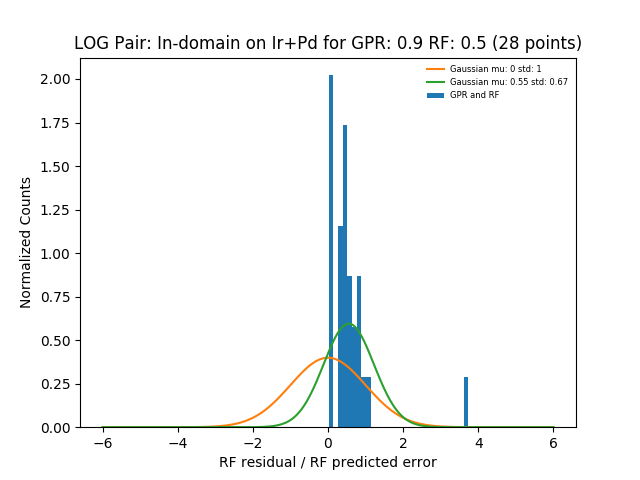 LOG Pair: In-domain on Ir+Pd for GPR: 0.9 RF: 0.5 (28 points)
Gaussian mu: 0 std: 1
Gaussian mu: 0.55 std: 0.67
GPR and RF
Normalized Counts
2.00
1.75
1.50
1.25
1.00
0.75
0.50
0.25
0.00
−6 −4 −2 0 2 4 6
RF residual / RF predicted error